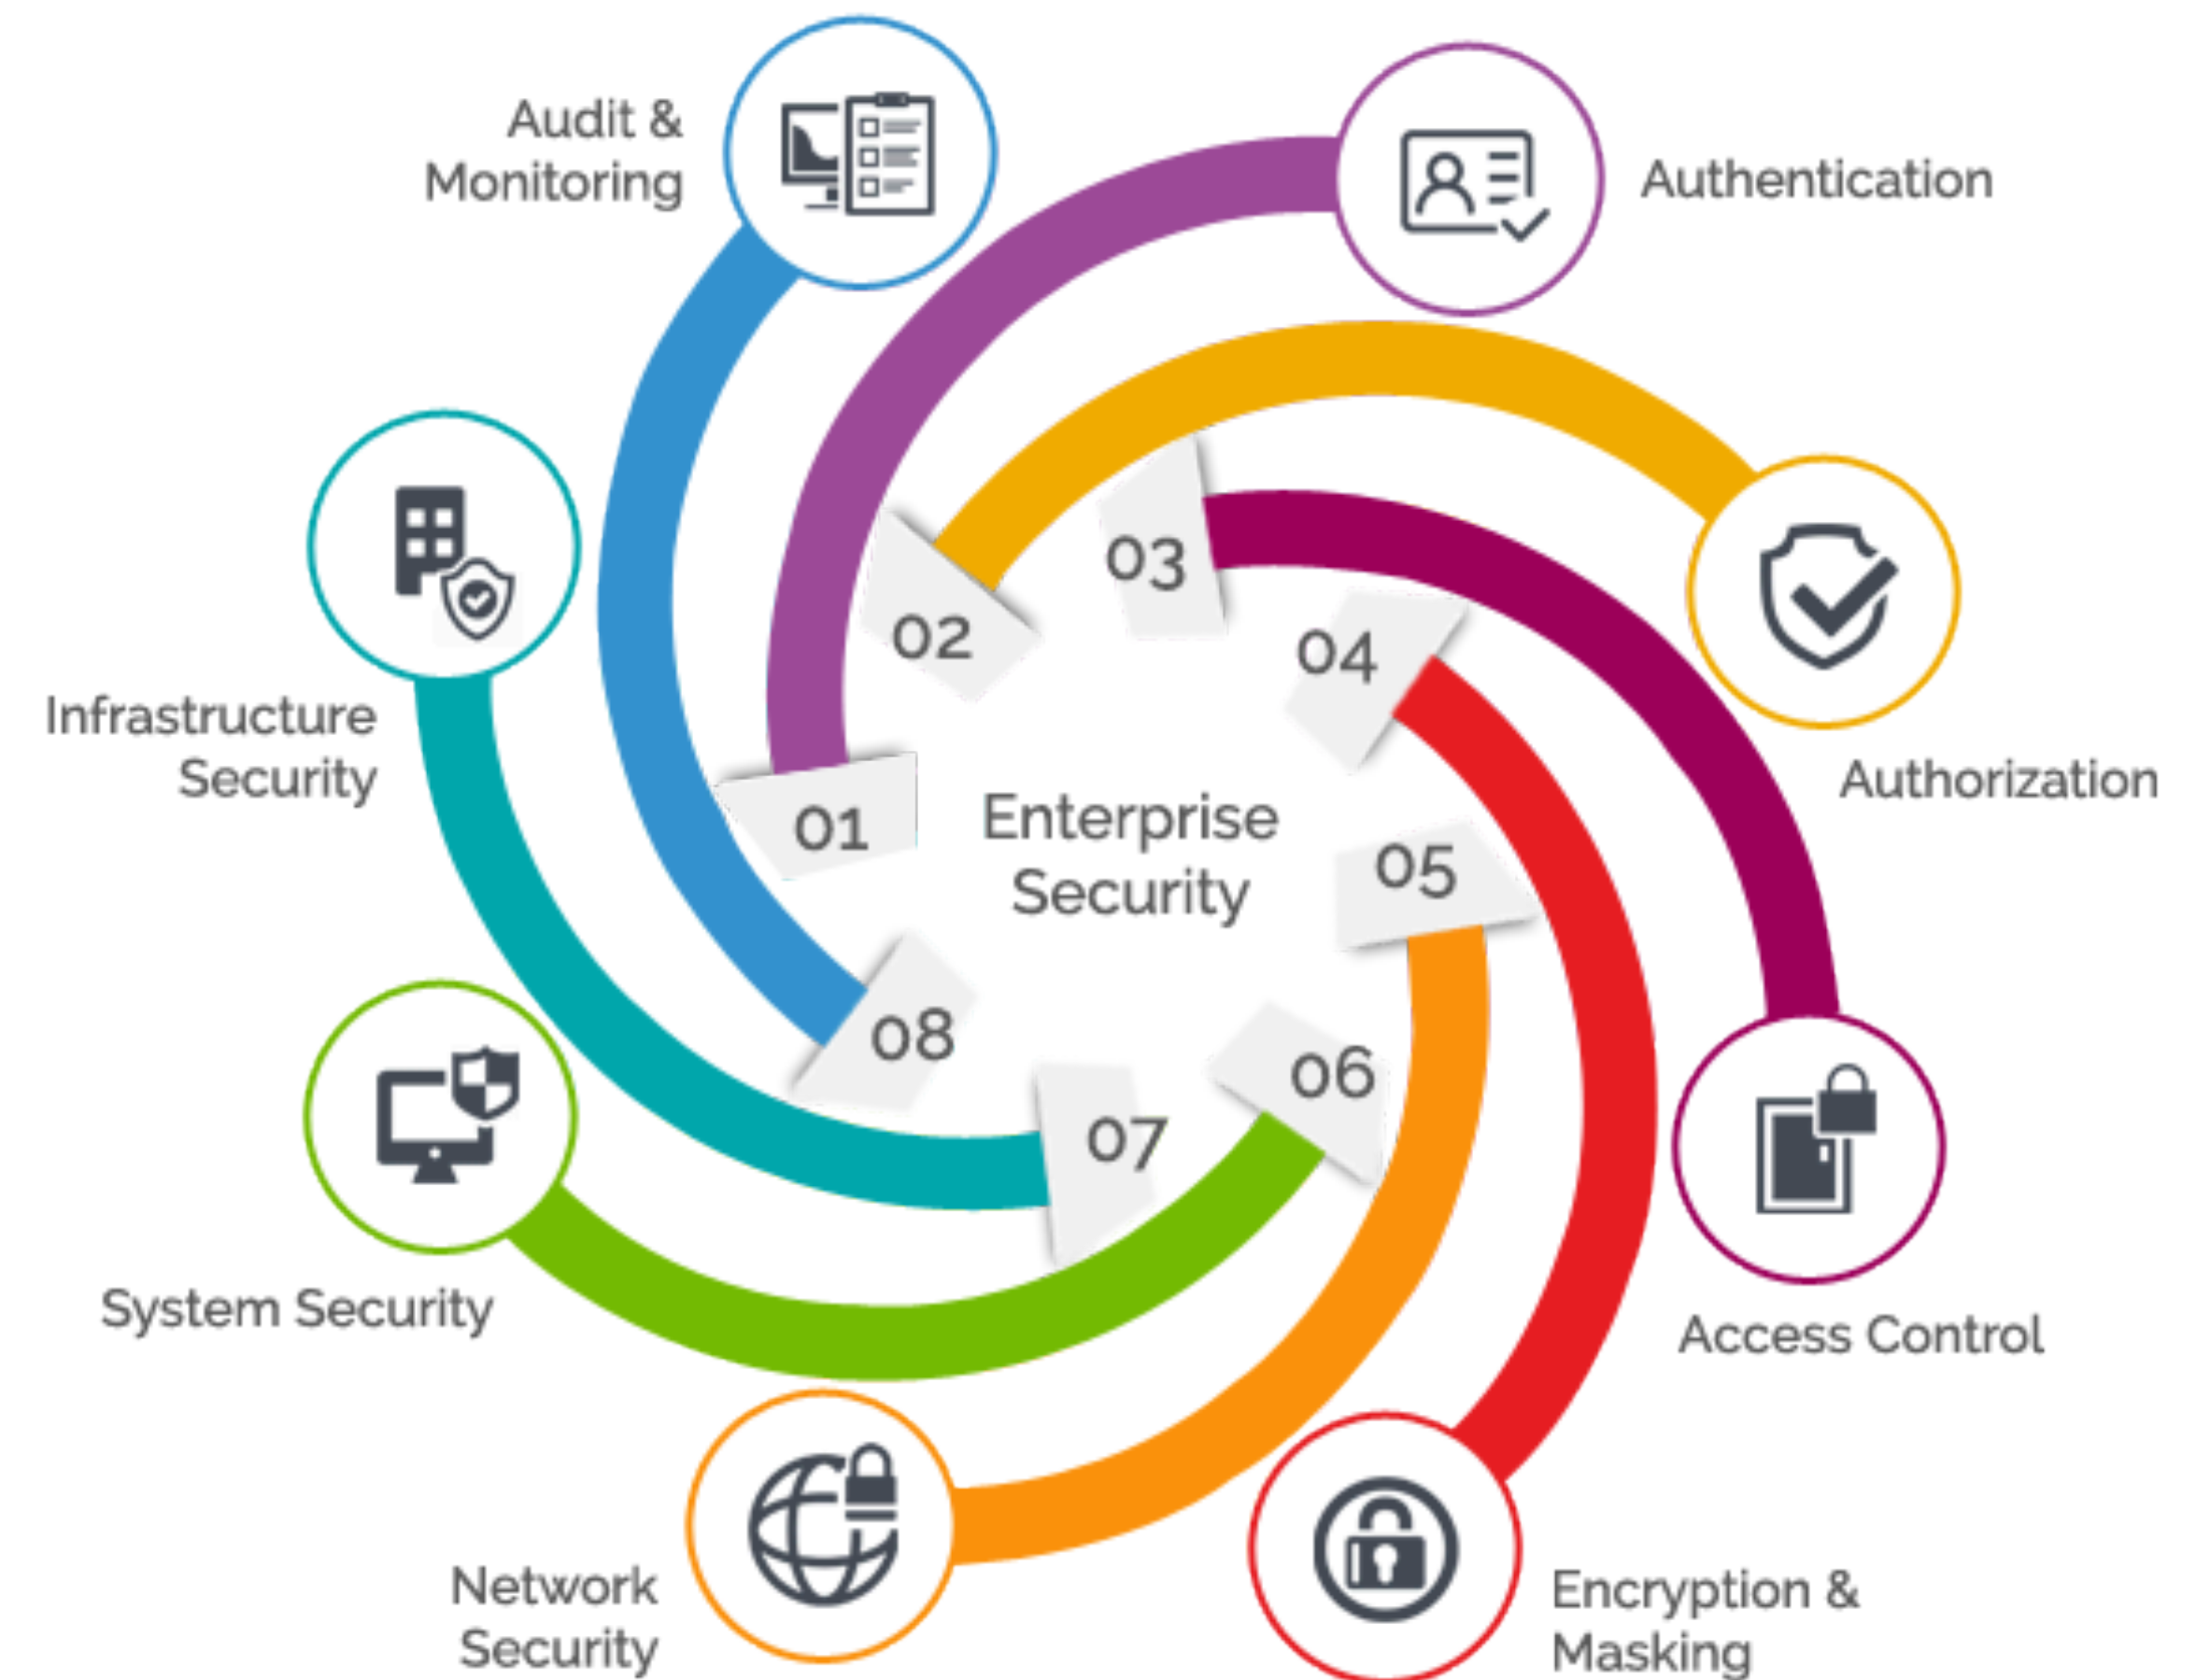 Audit &
Monitoring
Authentication
Infrastructure
Security
Authorization
03
02
04
01
Enterprise
Security
05
08
06
07
System Security
Access Control
Network
Security
Encryption &
Masking